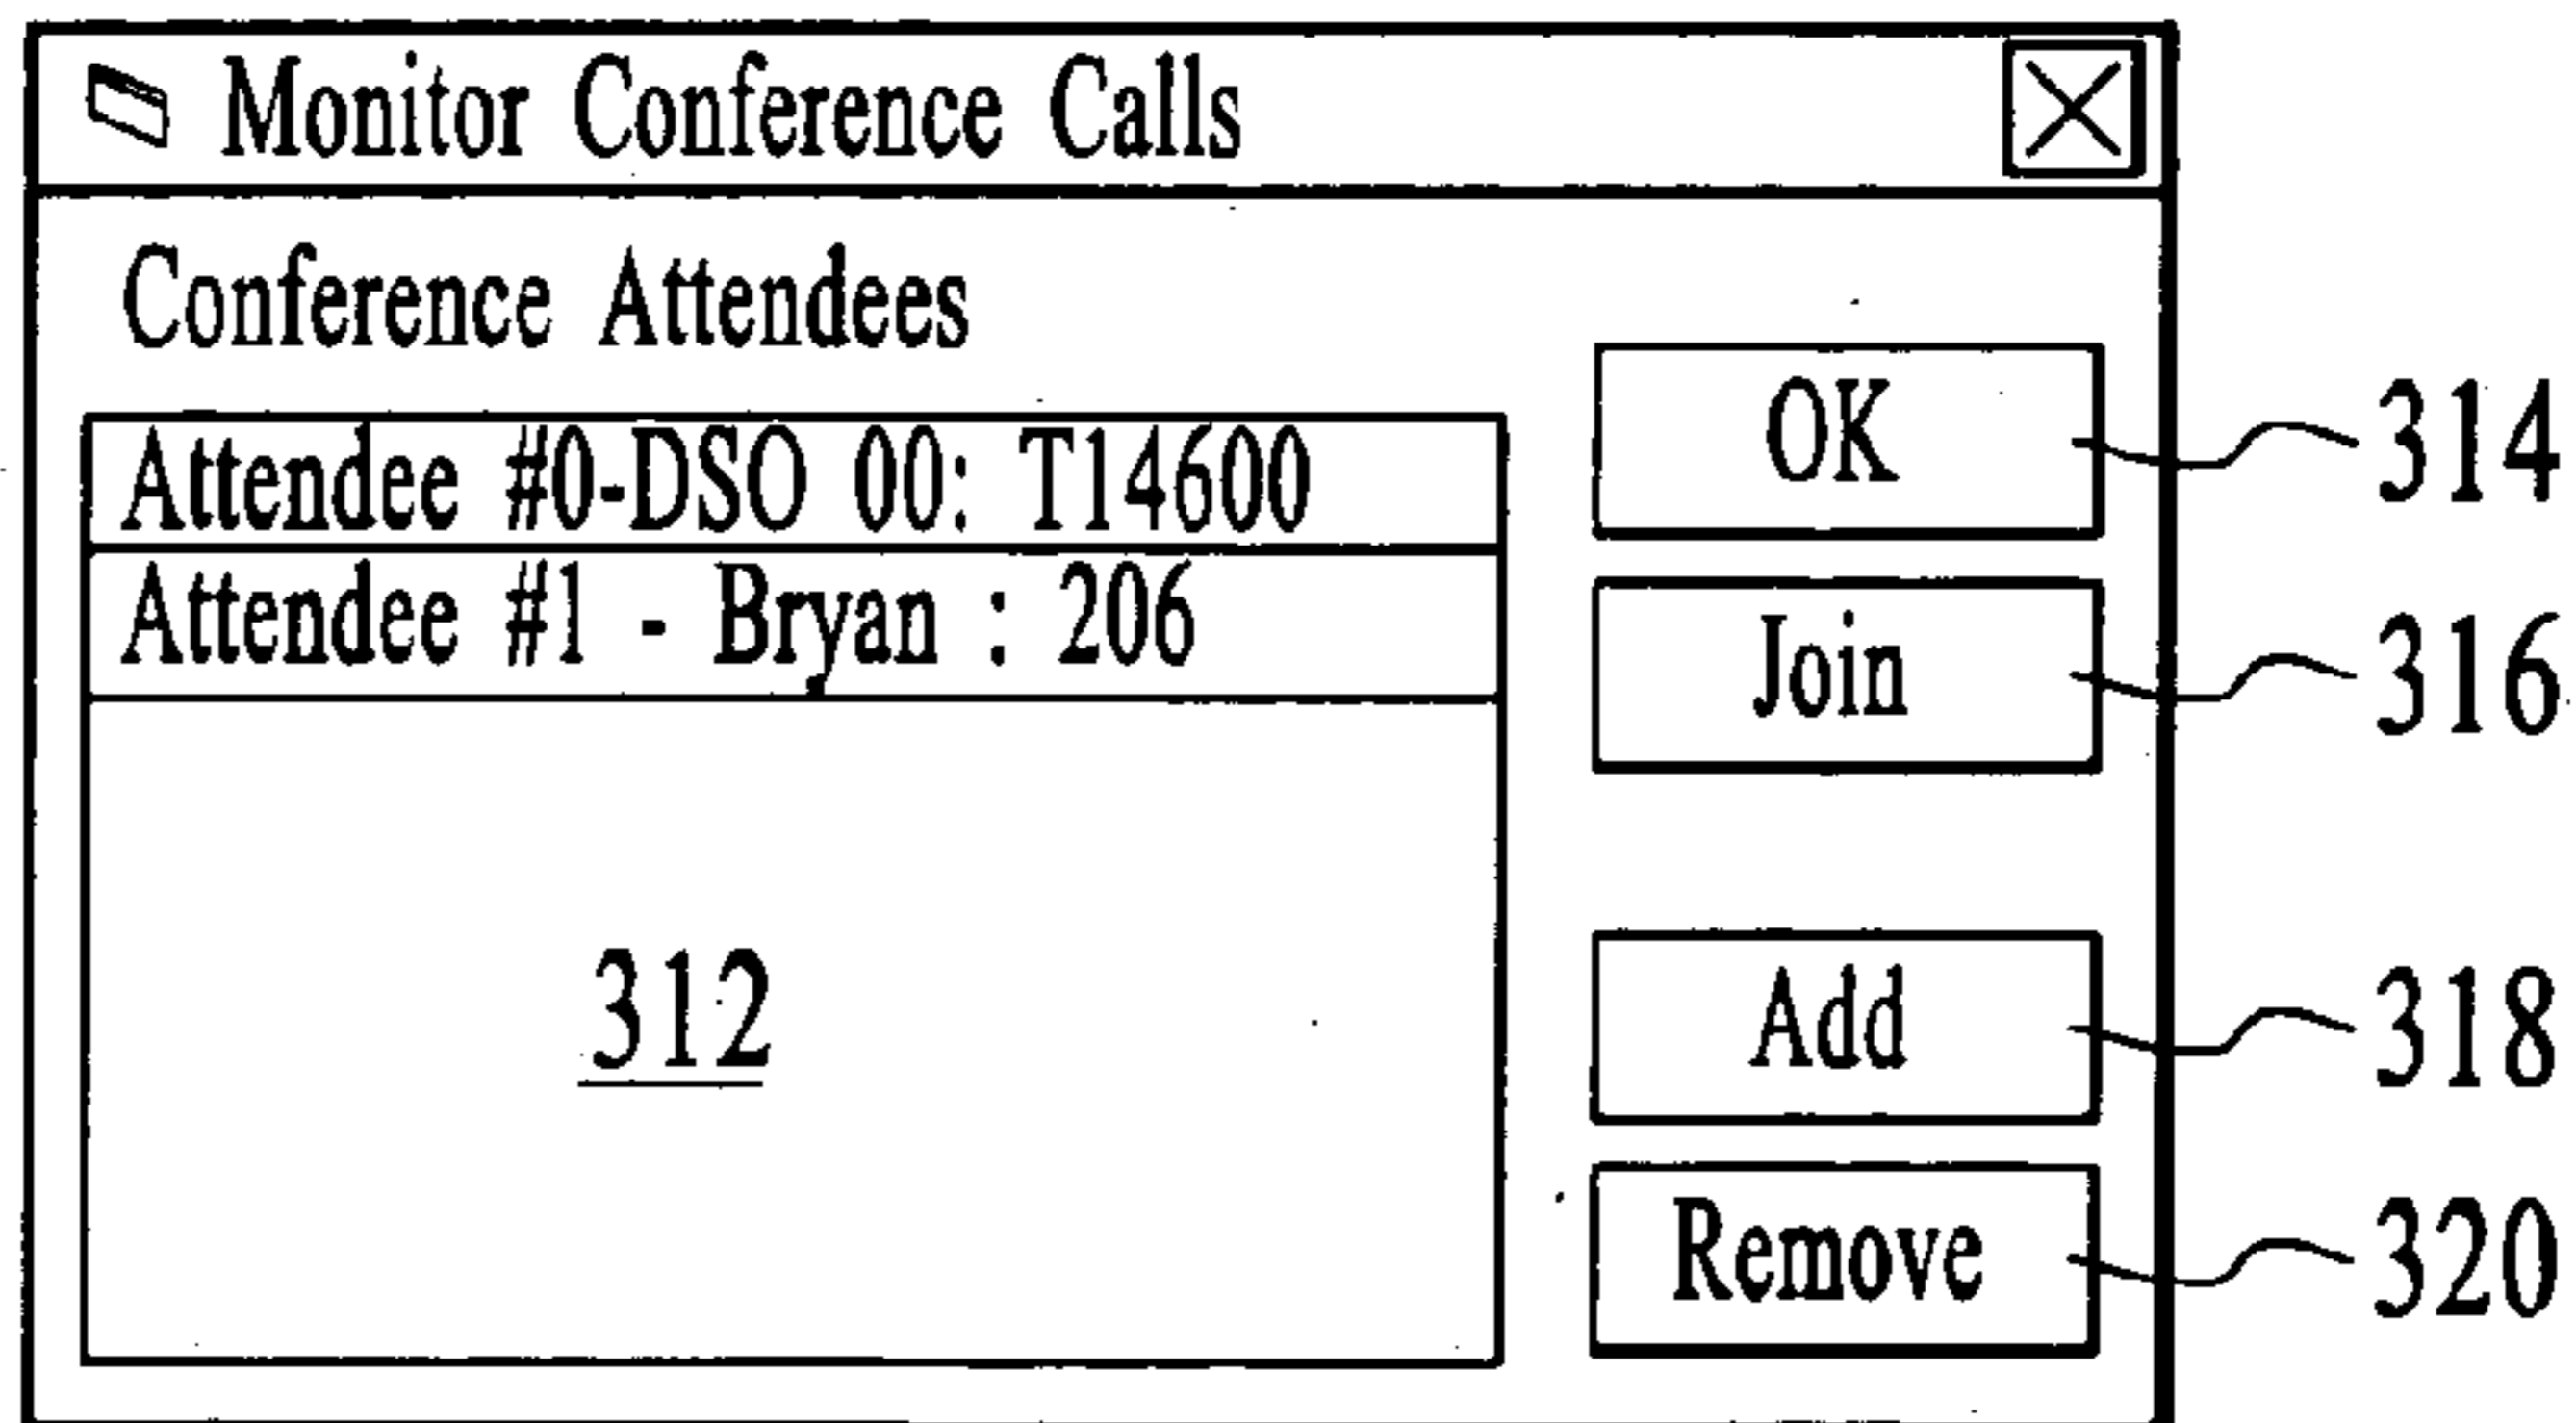 Monitor Conference Calls
Conference Attendees
Attendee #0-DSO 00: T14600
Attendee #1 - Bryan : 206
312
OK
314
Join
316
Add
318
Remove
320